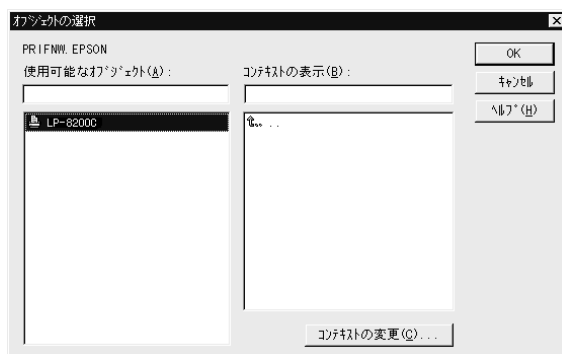 ｵﾌﾞｼﾞｪｸﾄの選択
PRIFNW.EPSON
使用可能なｵﾌﾞｼﾞｪｸﾄ(A):
ｺﾝﾃｷｽﾄの表示(B):
OK
ｷｬﾝｾﾙ
ﾍﾙﾌﾟ(H)
LP-8200C
..
ｺﾝﾃｷｽﾄの変更(C)...